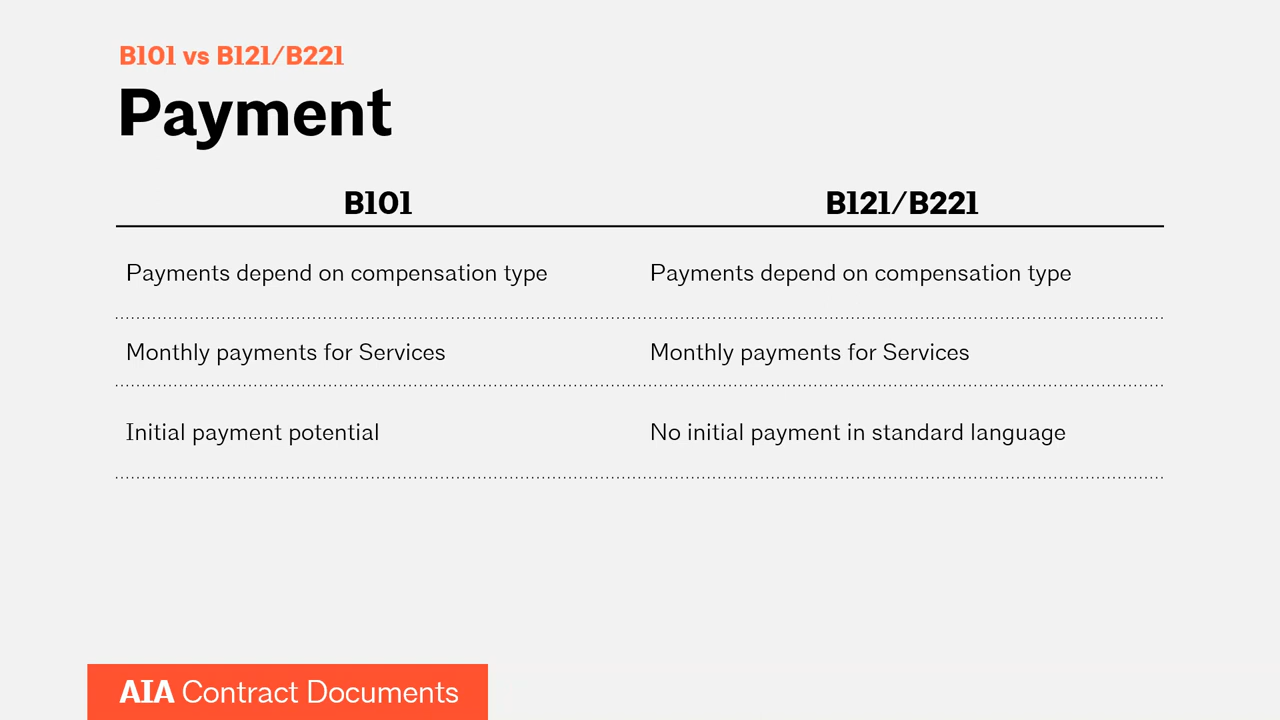 B101 vs B121/B221
Payment
B101 B121/B221
Payments depend on compensation type Payments depend on compensation type
Monthly payments for Services Monthly payments for Services
Initial payment potential No initial payment in standard language
AIA Contract Documents